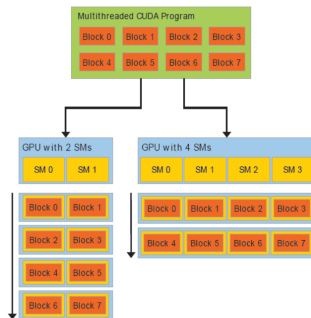 Multithreaded CUDA Program
Block 0 Block 1 Block 2 Block 3
Block 4 Block 5 Block 6 Block 7
GPU with 2 SMs
SM 0 SM 1
Block 0 Block 1
Block 2 Block 3
Block 4 Block 5
Block 6 Block 7
GPU with 4 SMs
SM 0 SM 1 SM 2 SM 3
Block 0 Block 1 Block 2 Block 3
Block 4 Block 5 Block 6 Block 7